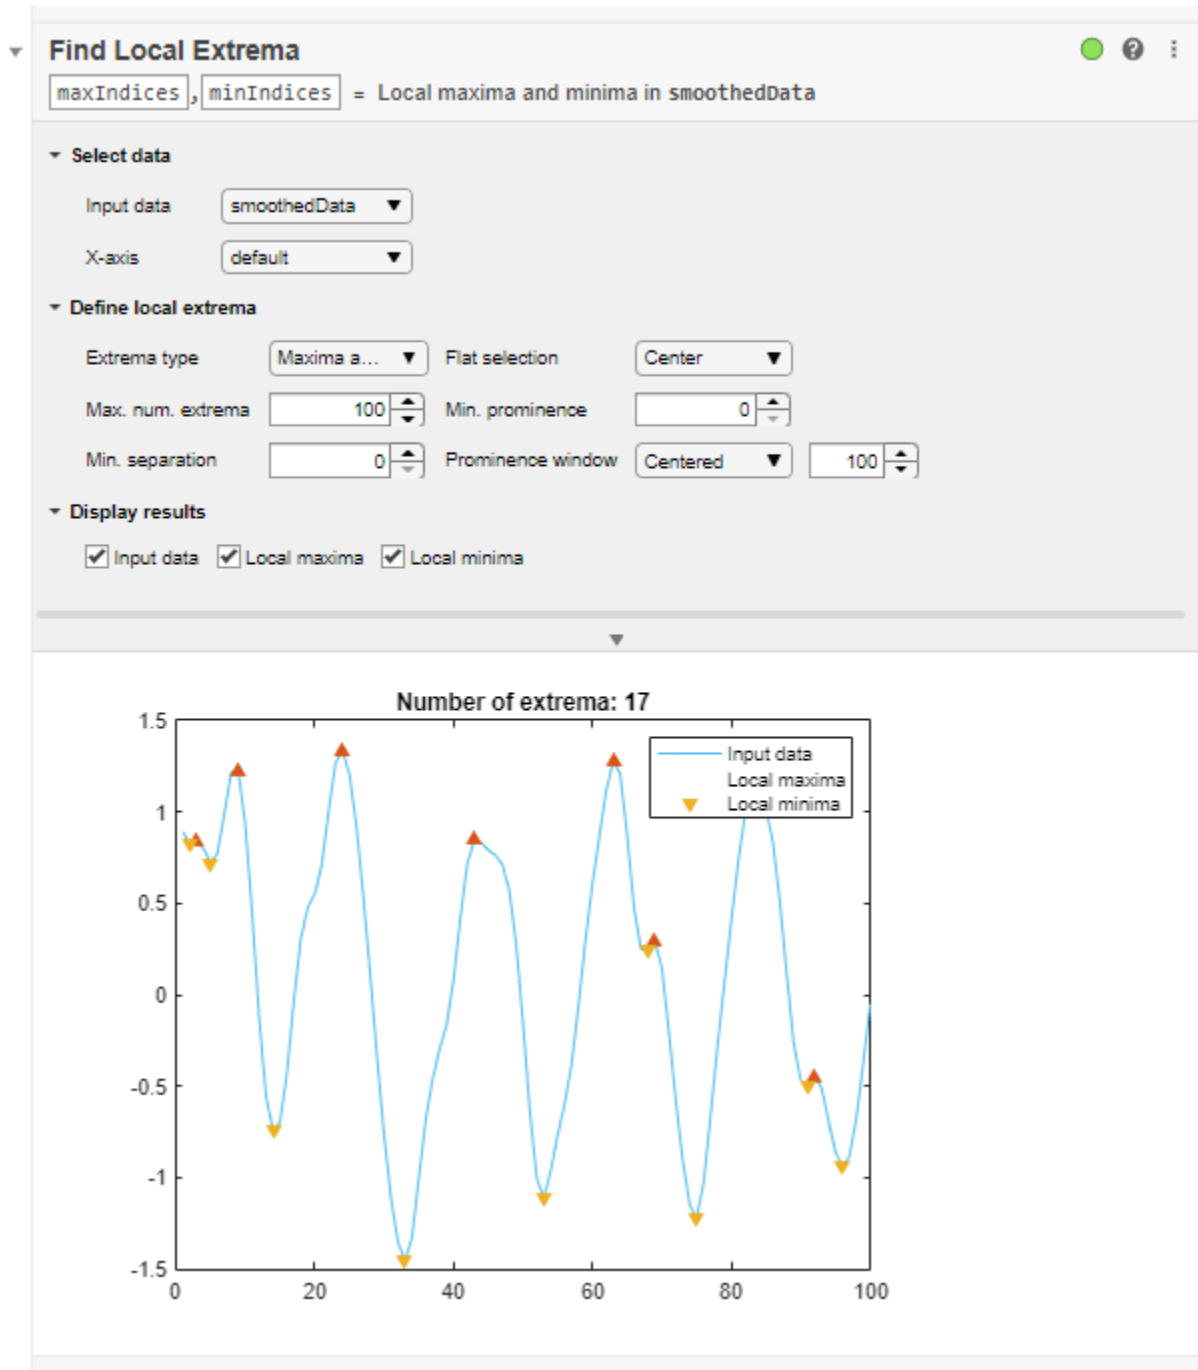 Find Local Extrema
maxIndices , minIndices = Local maxima and minima in smoothedData
Select data
Input data smoothedData
X-axis default
Define local extrema
Extrema type Maxima a... Flat selection Center
Max. num. extrema 100 Min. prominence 0
Min. separation 0 Prominence window Centered 100
Display results
Input data Local maxima Local minima
Number of extrema: 17
1.5
Input data
Local maxima
Local minima
1
0.5
0
-0.5
-1
-1.5
0 20 40 60 80 100